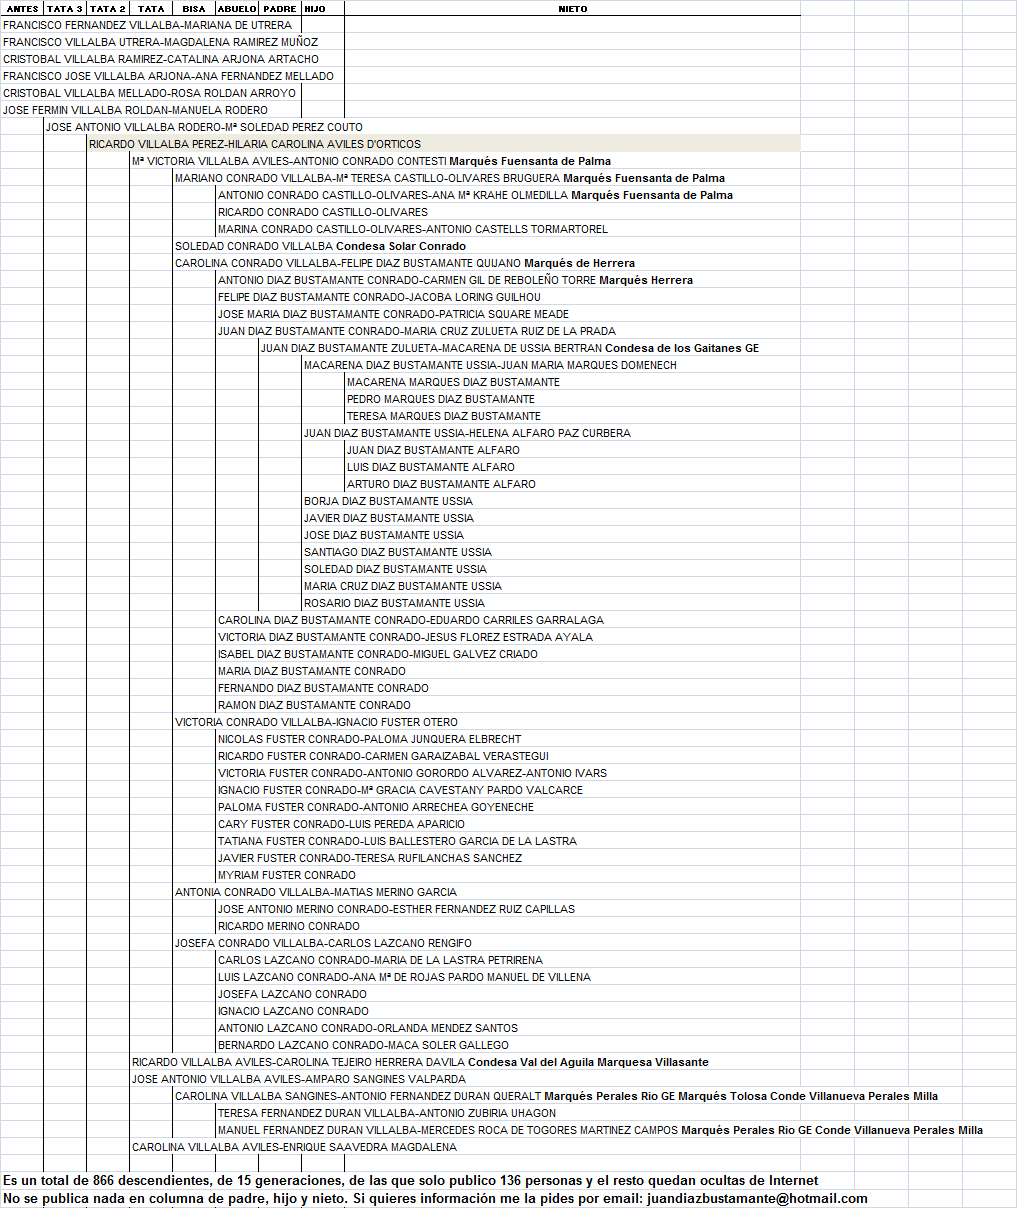 ANTES TATA 3 TATA 2 TATA BISA ABUELO PADRE HIJO NIETO
FRANCISCO FERNANDEZ VILLALBA-MARIANA DE UTRERA
FRANCISCO VILLALBA UTRERA-MAGDALENA RAMIREZ MUÑOZ
CRISTOBAL VILLALBA RAMIREZ-CATALINA ARJONA ARTACHO
FRANCISCO JOSE VILLALBA ARJONA-ANA FERNANDEZ MELLADO
CRISTOBAL VILLALBA MELLADO-ROSA ROLDAN ARROYO
JOSE FERMIN VILLALBA ROLDAN-MANUELA RODERO
JOSE ANTONIO VILLALBA RODERO-Mª SOLEDAD PEREZ COUTO
RICARDO VILLALBA PEREZ-HILARIA CAROLINA AVILES D'ORTICOS
Mª VICTORIA VILLALBA AVILES-ANTONIO CONRADO CONTESTI Marqués Fuensanta de Palma
MARIANO CONRADO VILLALBA-Mª TERESA CASTILLO-OLIVARES BRUGUERA Marqués Fuensanta de Palma
ANTONIO CONRADO CASTILLO-OLIVARES-ANA Mª KRAHE OLMEDILLA Marqués Fuensanta de Palma
RICARDO CONRADO CASTILLO-OLIVARES
MARINA CONRADO CASTILLO-OLIVARES-ANTONIO CASTELLS TORMARTOREL
SOLEDAD CONRADO VILLALBA Condesa Solar Conrado
CAROLINA CONRADO VILLALBA-FELIPE DIAZ BUSTAMANTE QUIJANO Marqués de Herrera
ANTONIO DIAZ BUSTAMANTE CONRADO-CARMEN GIL DE REBOLEÑO TORRE Marqués Herrera
FELIPE DIAZ BUSTAMANTE CONRADO-JACOBA LORING GUILHOU
JOSE MARIA DIAZ BUSTAMANTE CONRADO-PATRICIA SQUARE MEADE
JUAN DIAZ BUSTAMANTE CONRADO-MARIA CRUZ ZULUETA RUIZ DE LA PRADA
JUAN DIAZ BUSTAMANTE ZULUETA-MACARENA DE USSIA BERTRAN Condesa de los Gaitanes GE
MACARENA DIAZ BUSTAMANTE USSIA-JUAN MARIA MARQUES DOMENECH
MACARENA MARQUES DIAZ BUSTAMANTE
PEDRO MARQUES DIAZ BUSTAMANTE
TERESA MARQUES DIAZ BUSTAMANTE
JUAN DIAZ BUSTAMANTE USSIA-HELENA ALFARO PAZ CURBERA
JUAN DIAZ BUSTAMANTE ALFARO
LUIS DIAZ BUSTAMANTE ALFARO
ARTURO DIAZ BUSTAMANTE ALFARO
BORJA DIAZ BUSTAMANTE USSIA
JAVIER DIAZ BUSTAMANTE USSIA
JOSE DIAZ BUSTAMANTE USSIA
SANTIAGO DIAZ BUSTAMANTE USSIA
SOLEDAD DIAZ BUSTAMANTE USSIA
MARIA CRUZ DIAZ BUSTAMANTE USSIA
ROSARIO DIAZ BUSTAMANTE USSIA
CAROLINA DIAZ BUSTAMANTE CONRADO-EDUARDO CARRILES GARRALAGA
VICTORIA DIAZ BUSTAMANTE CONRADO-JESUS FLOREZ ESTRADA AYALA
ISABEL DIAZ BUSTAMANTE CONRADO-MIGUEL GALVEZ CRIADO
MARIA DIAZ BUSTAMANTE CONRADO
FERNANDO DIAZ BUSTAMANTE CONRADO
RAMON DIAZ BUSTAMANTE CONRADO
VICTORIA CONRADO VILLALBA-IGNACIO FUSTER OTERO
NICOLAS FUSTER CONRADO-PALOMA JUNQUERA ELBRECHT
RICARDO FUSTER CONRADO-CARMEN GARAIZABAL VERASTEGUI
VICTORIA FUSTER CONRADO-ANTONIO GORORDO ALVAREZ-ANTONIO IVARS
IGNACIO FUSTER CONRADO-Mª GRACIA CAVESTANY PARDO VALCARCE
PALOMA FUSTER CONRADO-ANTONIO ARRECHEA GOYENECHE
CARY FUSTER CONRADO-LUIS PEREDA APARICIO
TATIANA FUSTER CONRADO-LUIS BALLESTERO GARCIA DE LA LASTRA
JAVIER FUSTER CONRADO-TERESA RUFILANCHAS SANCHEZ
MYRIAM FUSTER CONRADO
ANTONIA CONRADO VILLALBA-MATIAS MERINO GARCIA
JOSE ANTONIO MERINO CONRADO-ESTHER FERNANDEZ RUIZ CAPILLAS
RICARDO MERINO CONRADO
JOSEFA CONRADO VILLALBA-CARLOS LAZCANO RENGIFO
CARLOS LAZCANO CONRADO-MARIA DE LA LASTRA PETRIRENA
LUIS LAZCANO CONRADO-ANA Mª DE ROJAS PARDO MANUEL DE VILLENA
JOSEFA LAZCANO CONRADO
IGNACIO LAZCANO CONRADO
ANTONIO LAZCANO CONRADO-ORLANDA MENDEZ SANTOS
BERNARDO LAZCANO CONRADO-MACA SOLER GALLEGO
RICARDO VILLALBA AVILES-CAROLINA TEJEIRO HERRERA DAVILA Condesa Val del Aguila Marquesa Villasante
JOSE ANTONIO VILLALBA AVILES-AMPARO SANGINES VALPARDA
CAROLINA VILLALBA SANGINES-ANTONIO FERNANDEZ DURAN QUERALT Marqués Perales Rio GE Marqués Tolosa Conde Villanueva Perales Milla
TERESA FERNANDEZ DURAN VILLALBA-ANTONIO ZUBIRIA UHAGON
MANUEL FERNANDEZ DURAN VILLALBA-MERCEDES ROCA DE TOGORES MARTINEZ CAMPOS Marqués Perales Rio GE Conde Villanueva Perales Milla
CAROLINA VILLALBA AVILES-ENRIQUE SAAVEDRA MAGDALENA
Es un total de 866 descendientes, de 15 generaciones, de las que solo publico 136 personas y el resto quedan ocultas de Internet
No se publica nada en columna de padre, hijo y nieto. Si quieres información me la pides por email: juandiazbustamante@hotmail.com